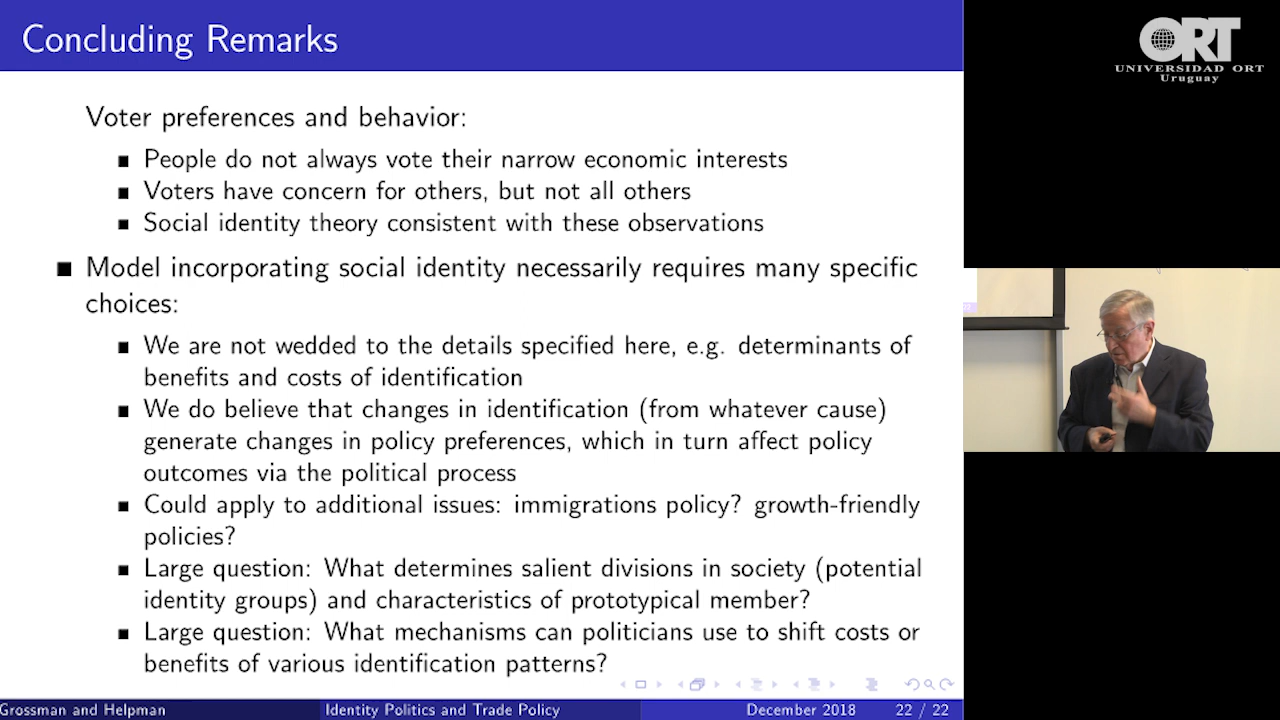 Concluding Remarks
Voter preferences and behavior:
People do not always vote their narrow economic interests
Voters have concern for others, but not all others
Social identity theory consistent with these observations
Model incorporating social identity necessarily requires many specific
choices:
We are not wedded to the details specified here, e.g. determinants of
benefits and costs of identification
We do believe that changes in identification (from whatever cause)
generate changes in policy preferences, which in turn affect policy
outcomes via the political process
Could apply to additional issues: immigrations policy? growth-friendly
policies?
Large question: What determines salient divisions in society (potential
identity groups) and characteristics of prototypical member?
Large question: What mechanisms can politicians use to shift costs or
benefits of various identification patterns?
Grossman and Helpman
Identity Politics and Trade Policy
December 2018
22 / 22
ORT
UNIVERSIDAD ORT
Uruguay